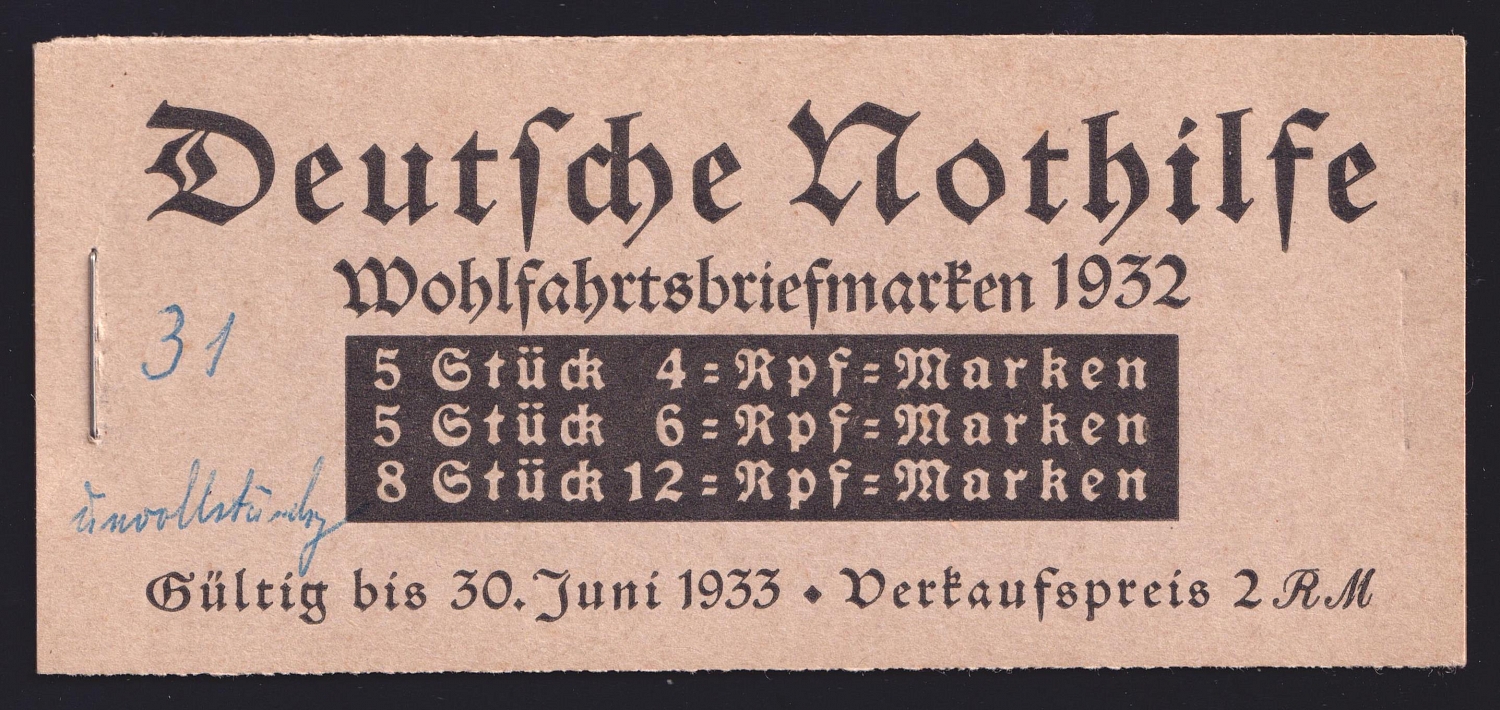 Deutſche Nothilfe
Wohlfahrtsbriefmarken 1932
31
5 Stück 4=Rpf=Marken
5 Stück 6=Rpf=Marken
8 Stück 12=Rpf=Marken
unvollständig
Gültig bis 30. Juni 1933 • Verkaufspreis 2 RM